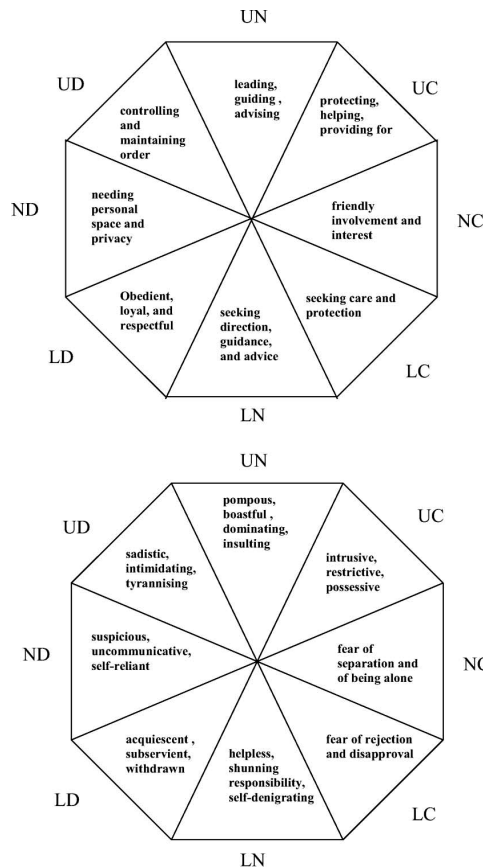 UN
UD
UC
leading,
guiding ,
advising
protecting,
helping,
providing for
controlling
and
maintaining
order
ND
needing
personal
space and
privacy
friendly
involvement and
interest
NC
Obedient,
loyal, and
respectful
seeking
direction,
guidance,
and advice
seeking care and
protection
LD
LC
LN
UN
UD
UC
pompous,
boastful ,
dominating,
insulting
sadistic,
intimidating,
tyrannising
intrusive,
restrictive,
possessive
ND
suspicious,
uncommunicative,
self-reliant
fear of
separation and
of being alone
NC
acquiescent ,
subservient,
withdrawn
helpless,
shunning
responsibility,
self-denigrating
fear of rejection
and disapproval
LD
LC
LN